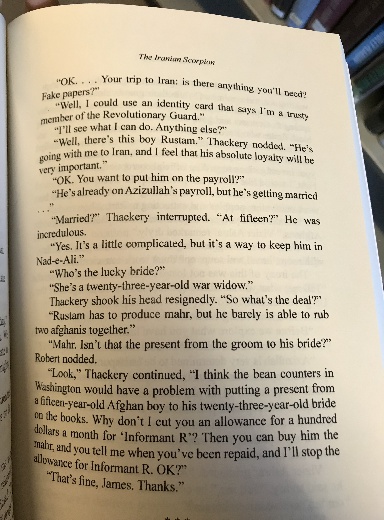 The Iranian Scorpion
"OK. . . . Your trip to Iran: is there anything you'll need?
Fake papers?"
"Well, I could use an identity card that says I'm a trusty
member of the Revolutionary Guard."
"I'll see what I can do. Anything else?"
"Well, there's this boy Rustam." Thackery nodded. "He's
going with me to Iran, and I feel that his absolute loyalty will be
very important."
"OK. You want to put him on the payroll?"
"He's already on Azizullah's payroll, but he's getting married
. . ."
"Married?" Thackery interrupted. "At fifteen?" He was
incredulous.
"Yes. It's a little complicated, but it's a way to keep him in
Nad-e-Ali."
"Who's the lucky bride?"
"She's a twenty-three-year-old war widow."
Thackery shook his head resignedly. "So what's the deal?"
"Rustam has to produce mahr, but he barely is able to rub
two afghanis together."
"Mahr. Isn't that the present from the groom to his bride?"
Robert nodded.
"Look," Thackery continued, "I think the bean counters in
Washington would have a problem with putting a present from
a fifteen-year-old Afghan boy to his twenty-three-year-old bride
on the books. Why don't I cut you an allowance for a hundred
dollars a month for 'Informant R'? Then you can buy him the
mahr, and you tell me when you've been repaid, and I'll stop the
allowance for Informant R. OK?"
"That's fine, James. Thanks."
* * *